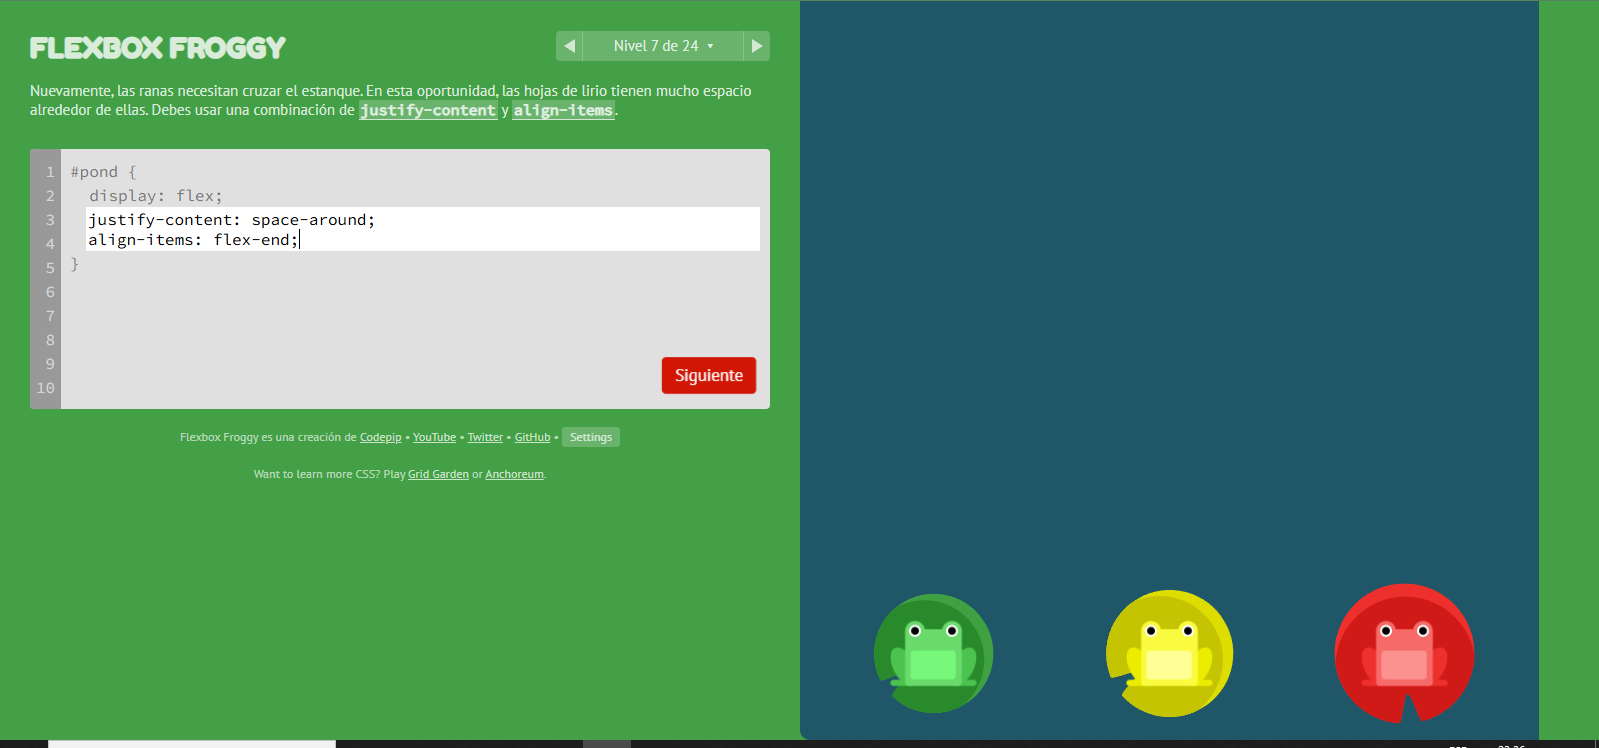 FLEXBOX FROGGY
Nivel 7 de 24
Nuevamente, las ranas necesitan cruzar el estanque. En esta oportunidad, las hojas de lirio tienen mucho espacio
alrededor de ellas. Debes usar una combinación de justify-content y align-items.
1 #pond {
2 display: flex;
3 justify-content: space-around;
4 align-items: flex-end;
5 }
6
7
8
9
10
Siguiente
Flexbox Froggy es una creación de Codepip • YouTube • Twitter • GitHub • Settings
Want to learn more CSS? Play Grid Garden or Anchoreum.